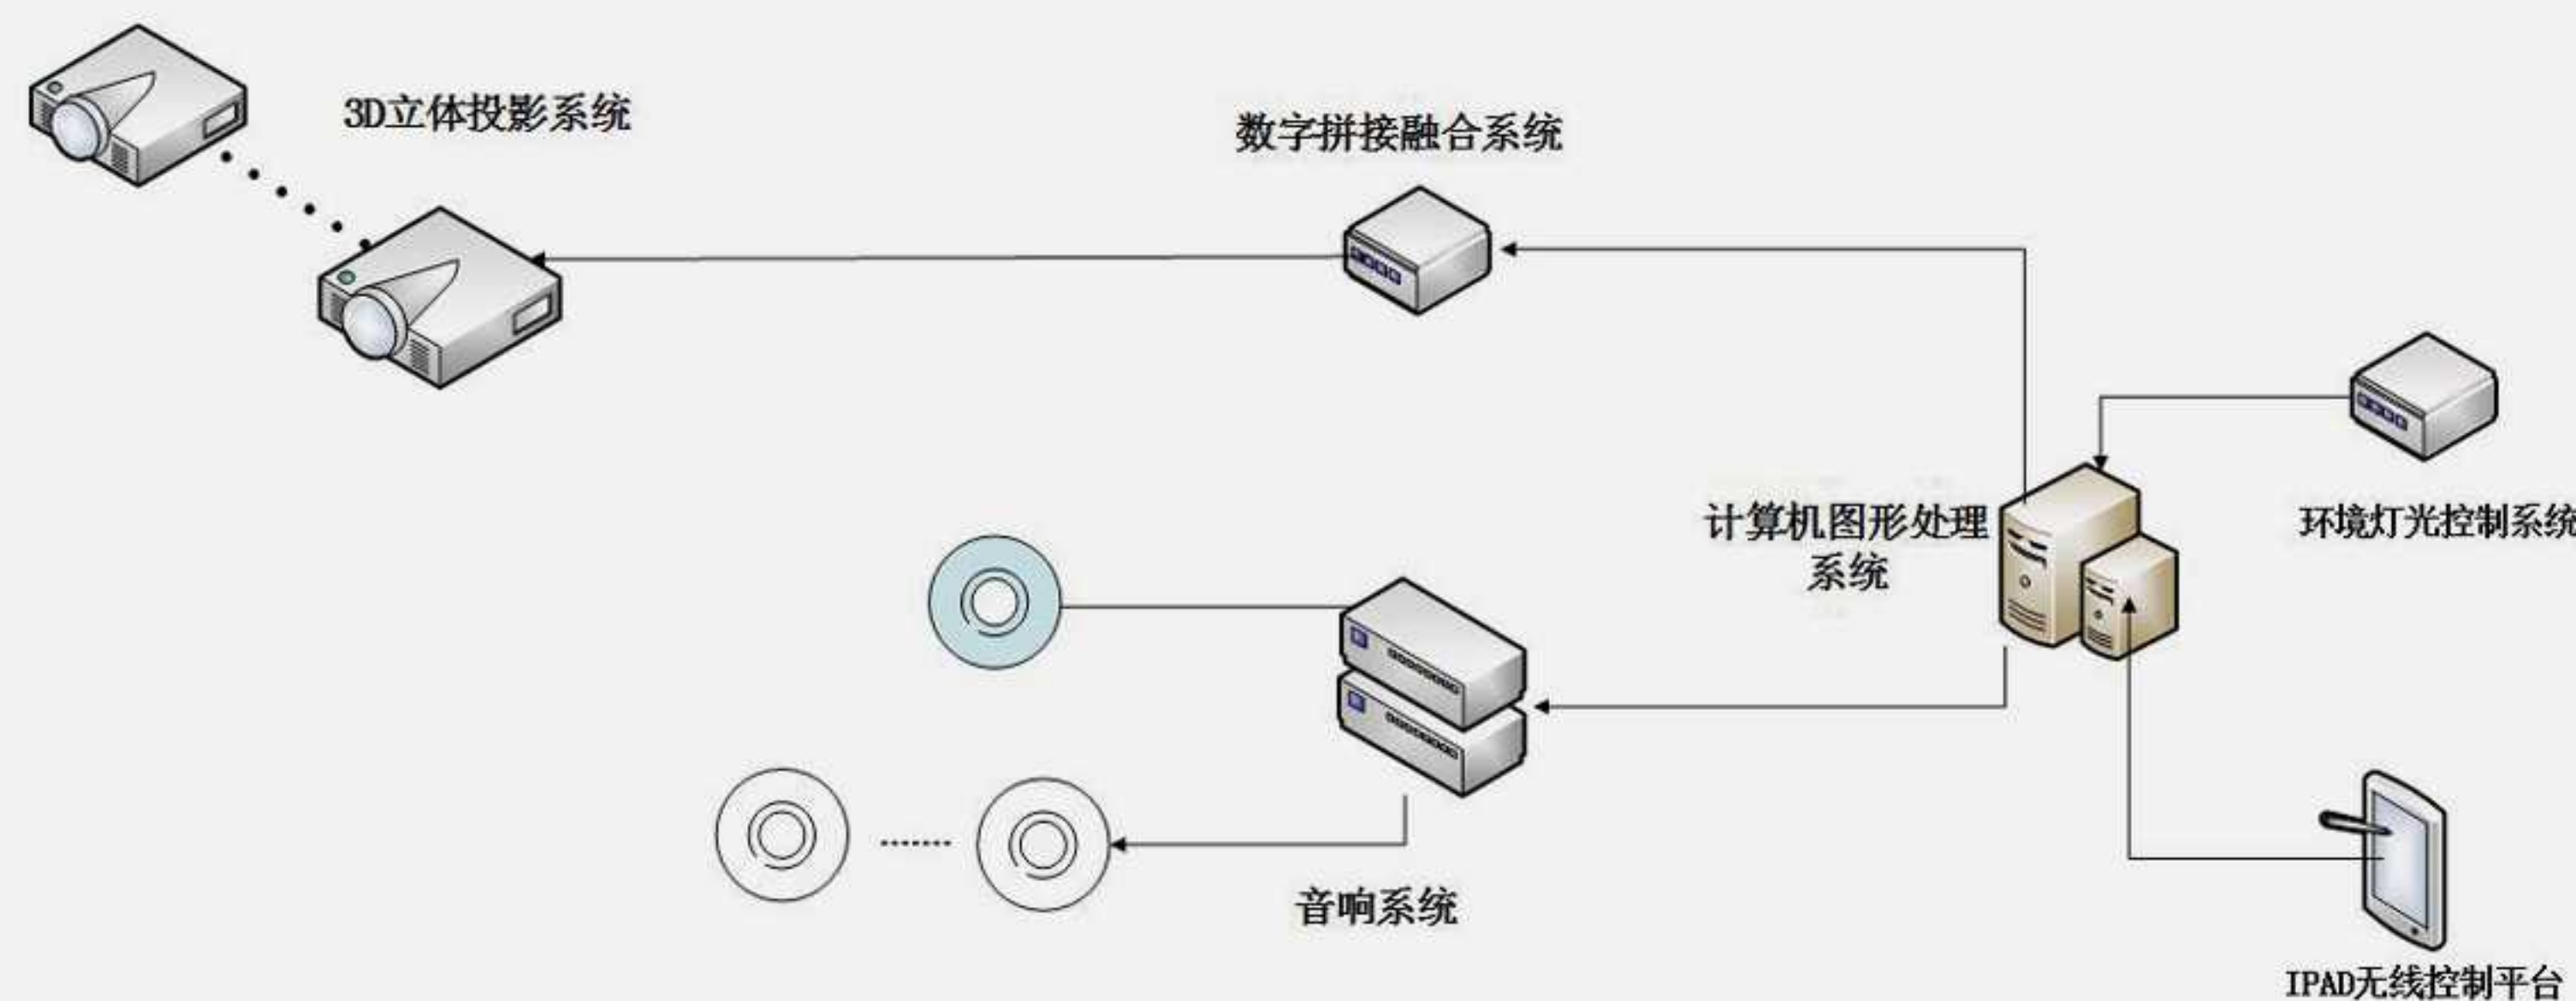 3D立体投影系统
数字拼接融合系统
计算机图形处理
系统
环境灯光控制系统
音响系统
IPAD无线控制平台